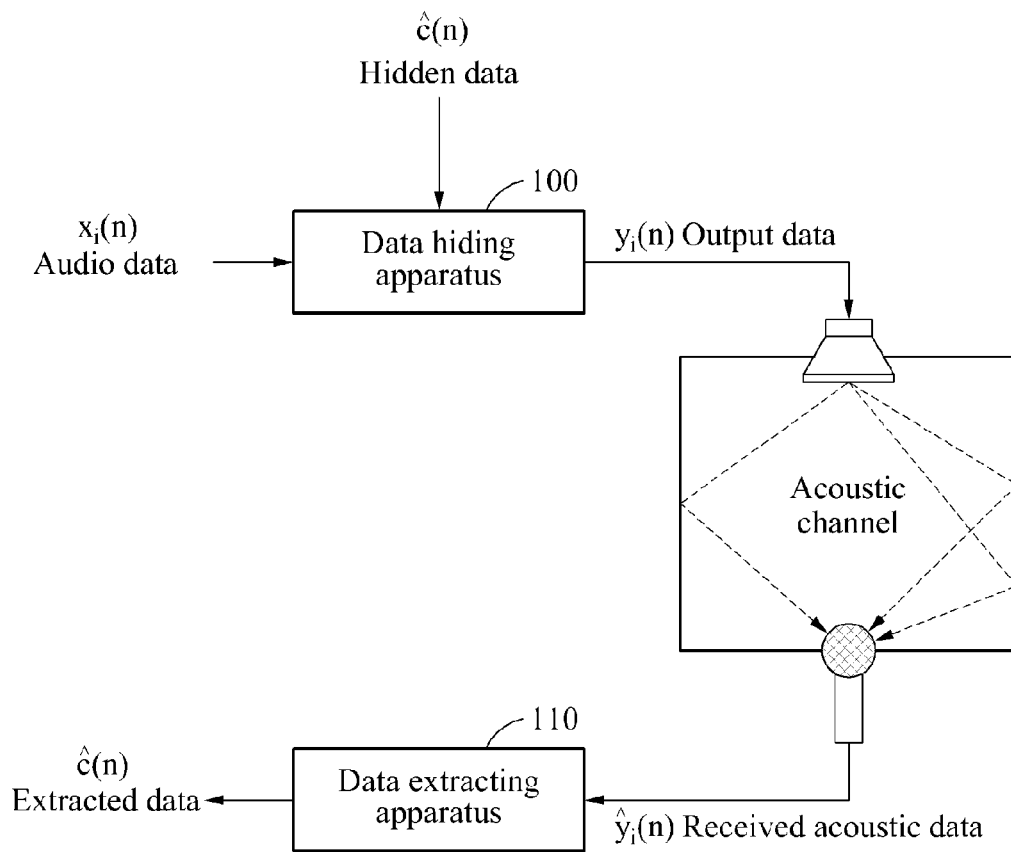 ĉ(n)
Hidden data
100
xᵢ(n)
Audio data
Data hiding
apparatus
yᵢ(n) Output data
Acoustic
channel
110
ĉ(n)
Extracted data
Data extracting
apparatus
ŷᵢ(n) Received acoustic data